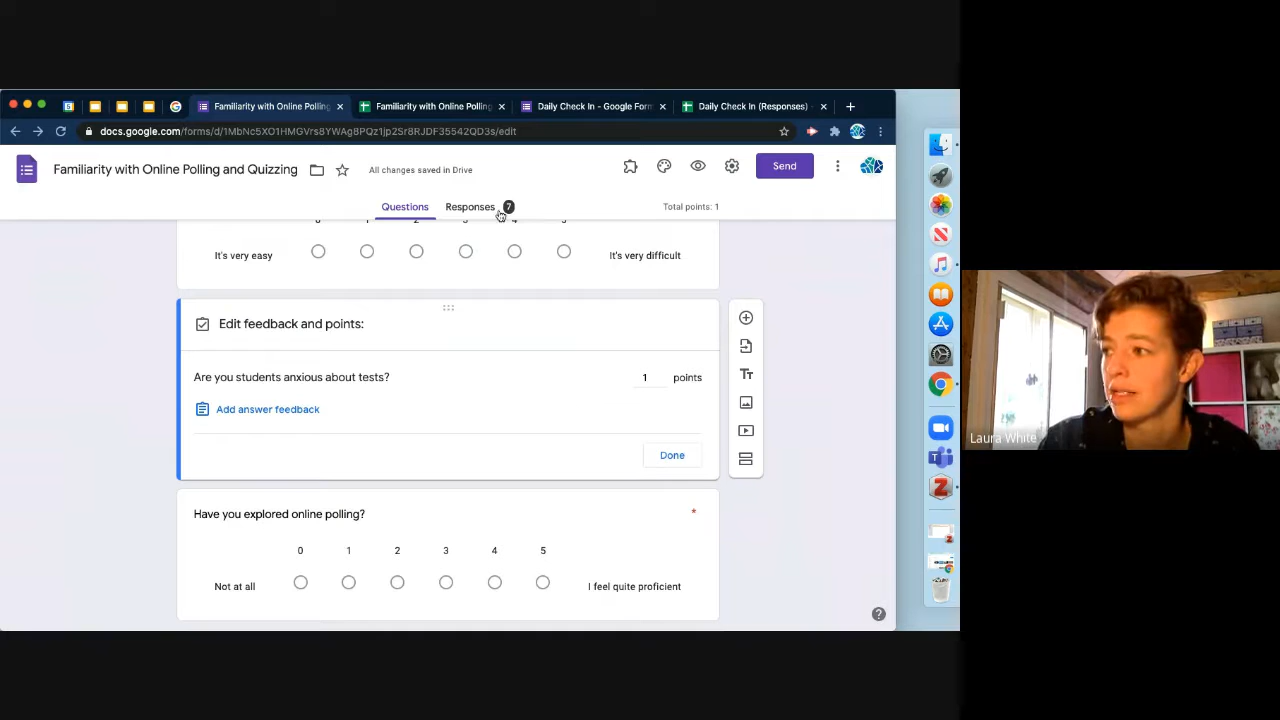 Familiarity with Online Polling
Familiarity with Online Polling
Daily Check In - Google Form
Daily Check In (Responses)
docs.google.com/forms/d/1MbNc5XO1HMGVrs8YWAg8PQz1jp2Sr8RJDF35542QD3s/edit
Familiarity with Online Polling and Quizzing
All changes saved in Drive
Send
Questions
Responses 7
Total points: 1
It's very easy
It's very difficult
Edit feedback and points:
Are you students anxious about tests?
1 points
Add answer feedback
Done
Have you explored online polling? *
0 1 2 3 4 5
Not at all
I feel quite proficient
Laura White